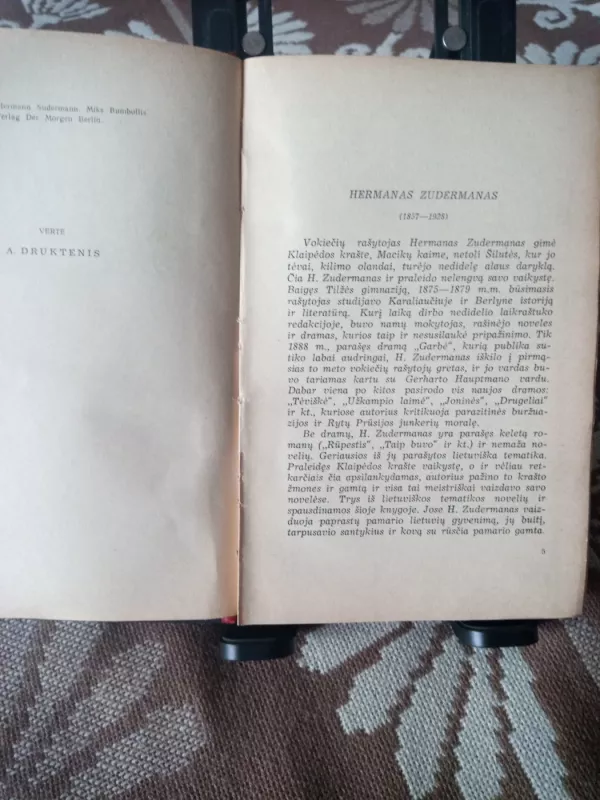 Hermann Sudermann. Miks Bumbullis
Verlag Der Morgen Berlin
VERTĖ
A. DRUKTENIS
HERMANAS ZUDERMANAS
(1857—1928)
Vokiečių rašytojas Hermanas Zudermanas gimė
Klaipėdos krašte, Macikų kaime, netoli Šilutės, kur jo
tėvai, kilimo olandai, turėjo nedidelę alaus daryklą.
Čia H. Zudermanas ir praleido nelengvą savo vaikystę.
Baigęs Tilžės gimnaziją, 1875—1879 m.m. būsimasis
rašytojas studijavo Karaliaučiuje ir Berlyne istoriją
ir literatūrą. Kurį laiką dirbo nedidelio laikraštuko
redakcijoje, buvo namų mokytojas, rašinėjo noveles
ir dramas, kurios taip ir nesusilaukė pripažinimo. Tik
1888 m., parašęs dramą „Garbė“, kurią publika su-
tiko labai audringai, H. Zudermanas iškilo į pirmą-
sias to meto vokiečių rašytojų gretas, ir jo vardas bu-
vo tariamas kartu su Gerharto Hauptmano vardu.
Dabar viena po kitos pasirodo vis naujos dramos:
„Tėviškė“, „Užkampio laimė“, „Joninės“, „Drugeliai“
ir kt., kuriose autorius kritikuoja parazitinės buržua-
zijos ir Rytų Prūsijos junkerių moralę.
Be dramų, H. Zudermanas yra parašęs keletą ro-
manų („Rūpestis“, „Taip buvo“ ir kt.) ir nemaža no-
velių. Geriausios iš jų parašytos lietuviška tematika.
Praleidęs Klaipėdos krašte vaikystę, o ir vėliau ret-
karčiais čia apsilankydamas, autorius pažino to krašto
žmones ir gamtą ir visa tai meistriškai vaizdavo savo
novelėse. Trys iš lietuviškos tematikos novelių ir
spausdinamos šioje knygoje. Jose H. Zudermanas vaiz-
duoja paprastų pamario lietuvių gyvenimą, jų buitį,
tarpusavio santykius ir kovą su rūsčia pamario gamta.
5